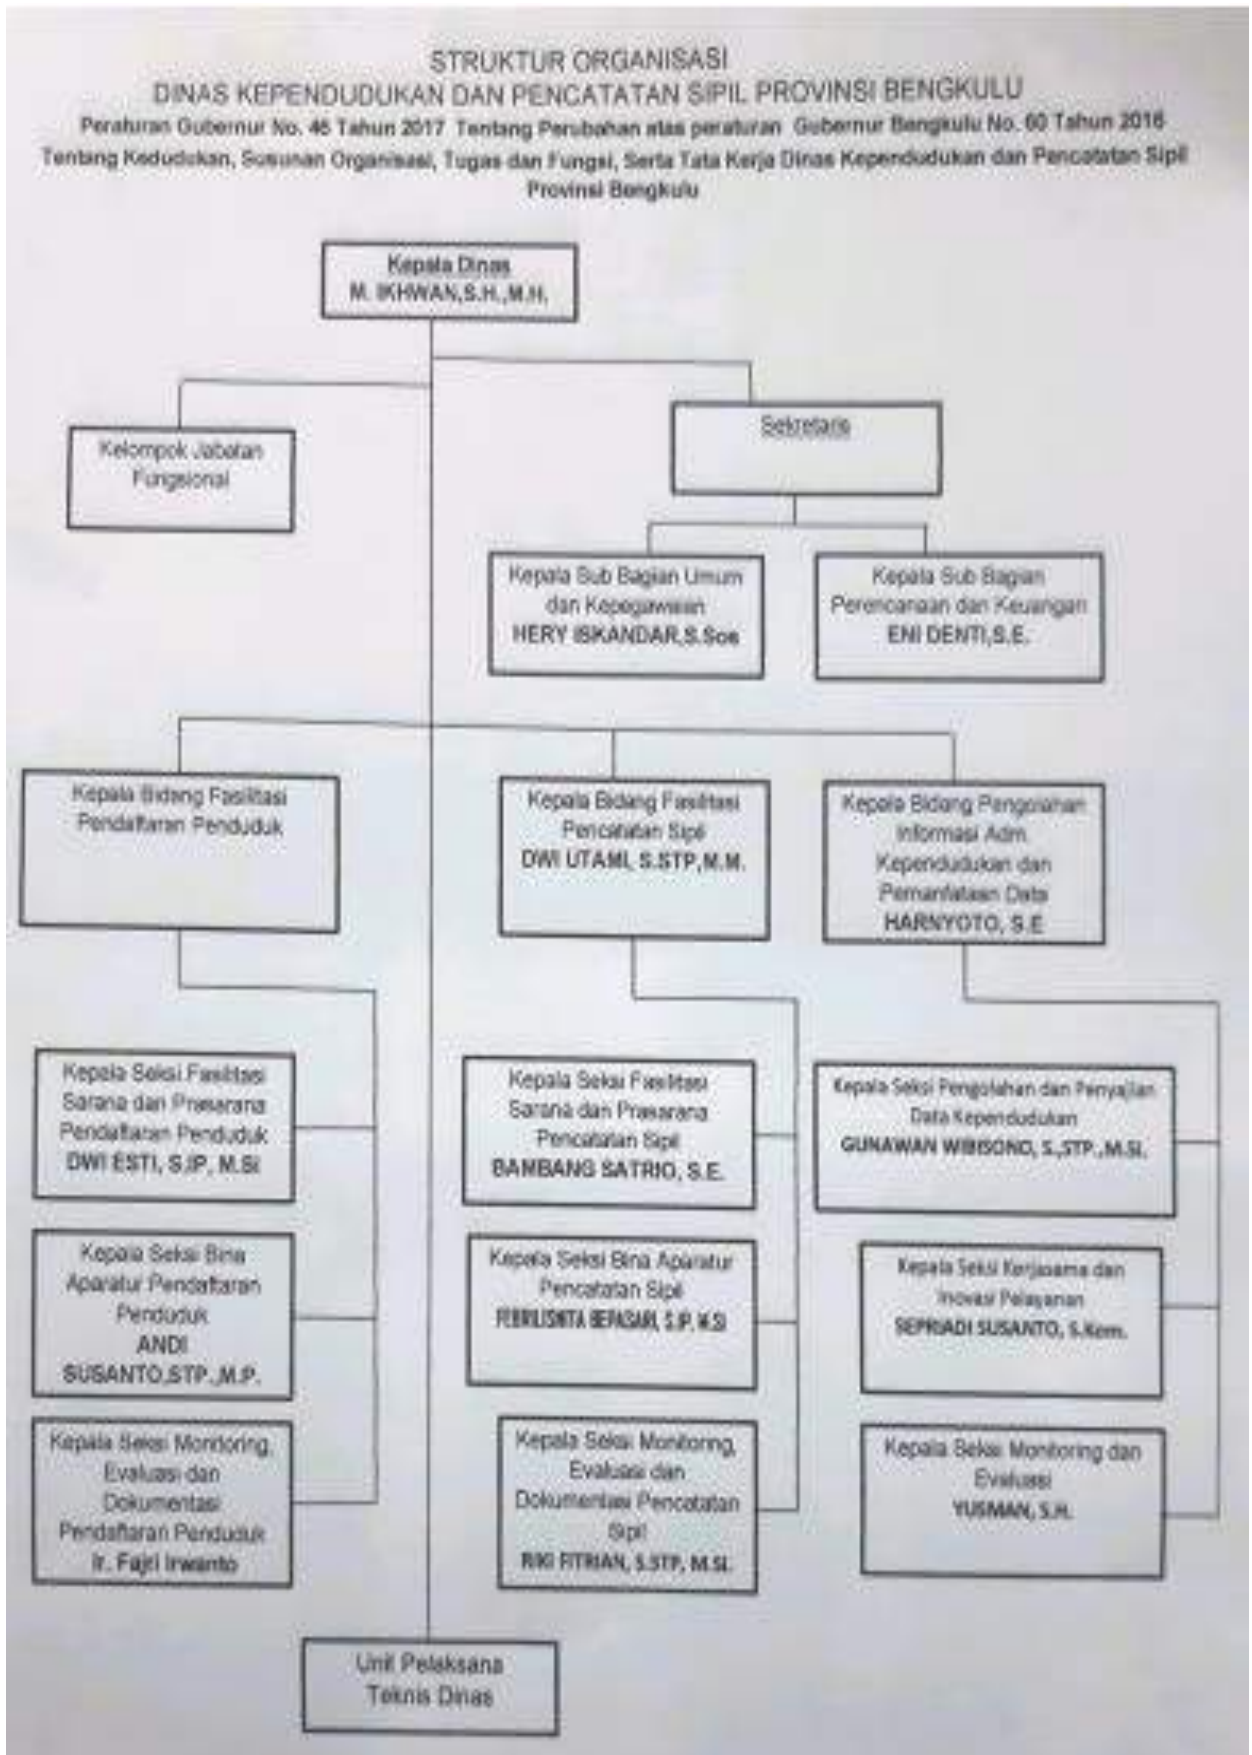 STRUKTUR ORGANISASI
DINAS KEPENDUDUKAN DAN PENCATATAN SIPIL PROVINSI BENGKULU
Peraturan Gubernur No. 46 Tahun 2017 Tentang Perubahan atas peraturan Gubernur Bengkulu No. 60 Tahun 2016
Tentang Kedudukan, Susunan Organisasi, Tugas dan Fungsi, Serta Tata Kerja Dinas Kependudukan dan Pencatatan Sipil
Provinsi Bengkulu
Kepala Dinas
M. IKHWAN,S.H.,M.H.
Kelompok Jabatan
Fungsional
Sekretaris
Kepala Sub Bagian Umum
dan Kepegawaian
HERY ISKANDAR,S.Sos
Kepala Sub Bagian
Perencanaan dan Keuangan
ENI DENTI,S.E.
Kepala Bidang Fasilitasi
Pendaftaran Penduduk
Kepala Bidang Fasilitasi
Pencatatan Sipil
DWI UTAMI, S.STP,M.M.
Kepala Bidang Pengolahan
Informasi Adm.
Kependudukan dan
Pemanfataan Data
HARNYOTO, S.E
Kepala Seksi Fasilitasi
Sarana dan Prasarana
Pendaftaran Penduduk
DWI ESTI, S.IP, M.Si
Kepala Seksi Fasilitasi
Sarana dan Prasarana
Pencatatan Sipil
BAMBANG SATRIO, S.E.
Kepala Seksi Pengolahan dan Penyajian
Data Kependudukan
GUNAWAN WIBISONO, S.,STP.,M.Si.
Kepala Seksi Bina
Aparatur Pendaftaran
Penduduk
ANDI
SUSANTO,STP.,M.P.
Kepala Seksi Bina Aparatur
Pencatatan Sipil
BEPASARI, S.IP, M.SI
Kepala Seksi Kerjasama dan
Inovasi Pelayanan
SEPRIADI SUSANTO, S.Kom.
Kepala Seksi Monitoring,
Evaluasi dan
Dokumentasi
Pendaftaran Penduduk
Ir. Fajri Irwanto
Kepala Seksi Monitoring,
Evaluasi dan
Dokumentasi Pencatatan
Sipil
RIKI FITRIAN, S.STP, M.Si.
Kepala Seksi Monitoring dan
Evaluasi
YUSMAN, S.H.
Unit Pelaksana
Teknis Dinas